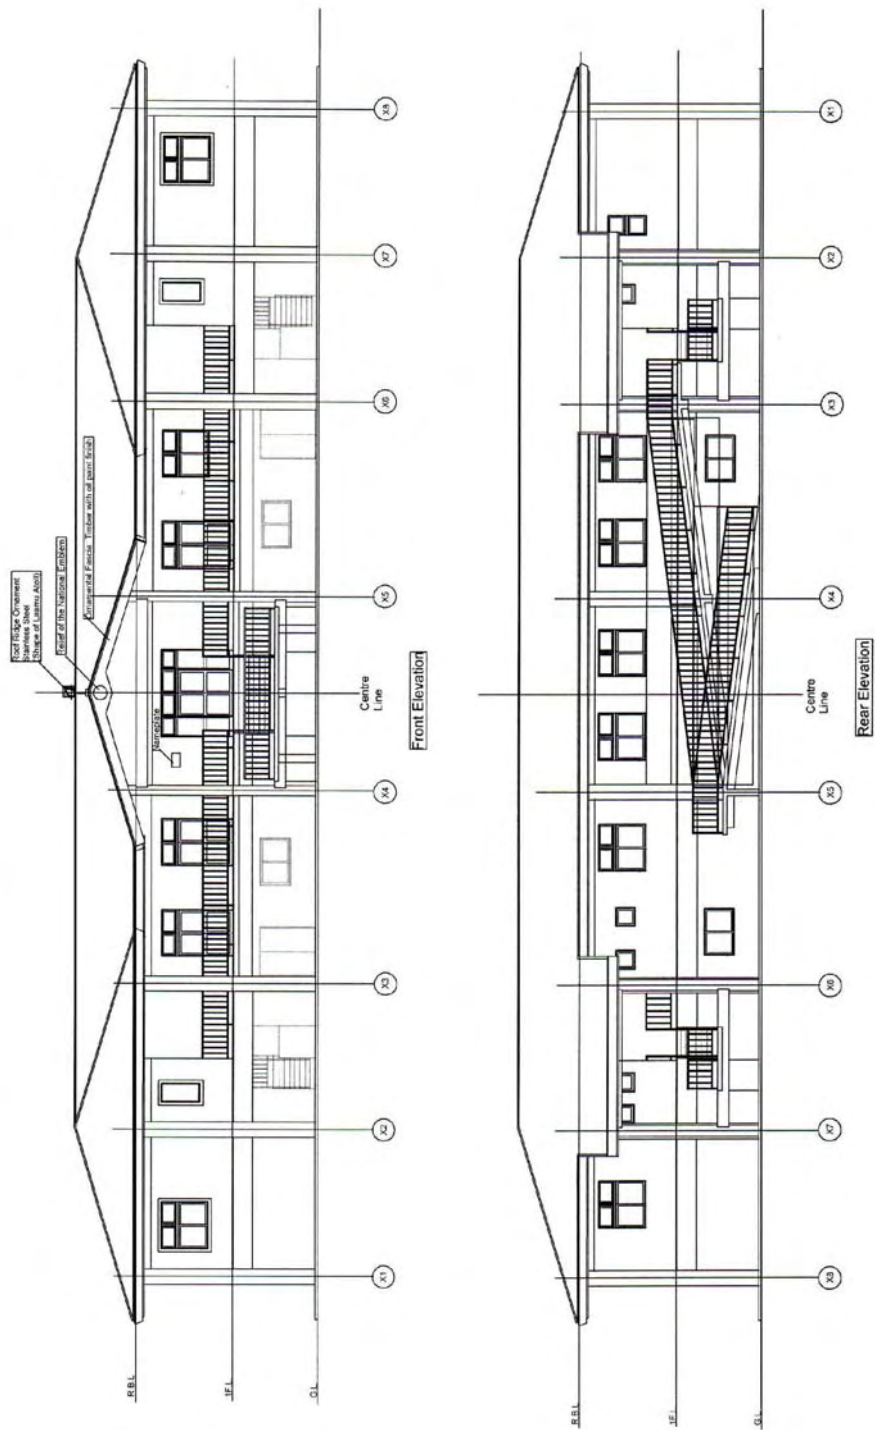 Roof Ridge Ornament
Stainless Steel
(Shape of Laamu Atoll)
Relief of the National Emblem
Ornamental Fascia Timber with oil paint finish
Nameplate
R.B.L
1F.L
G.L
X1
X2
X3
X4
Centre
Line
X5
X6
X7
X8
Front Elevation
R.B.L
1F.L
G.L
X8
X7
X6
X5
Centre
Line
X4
X3
X2
X1
Rear Elevation